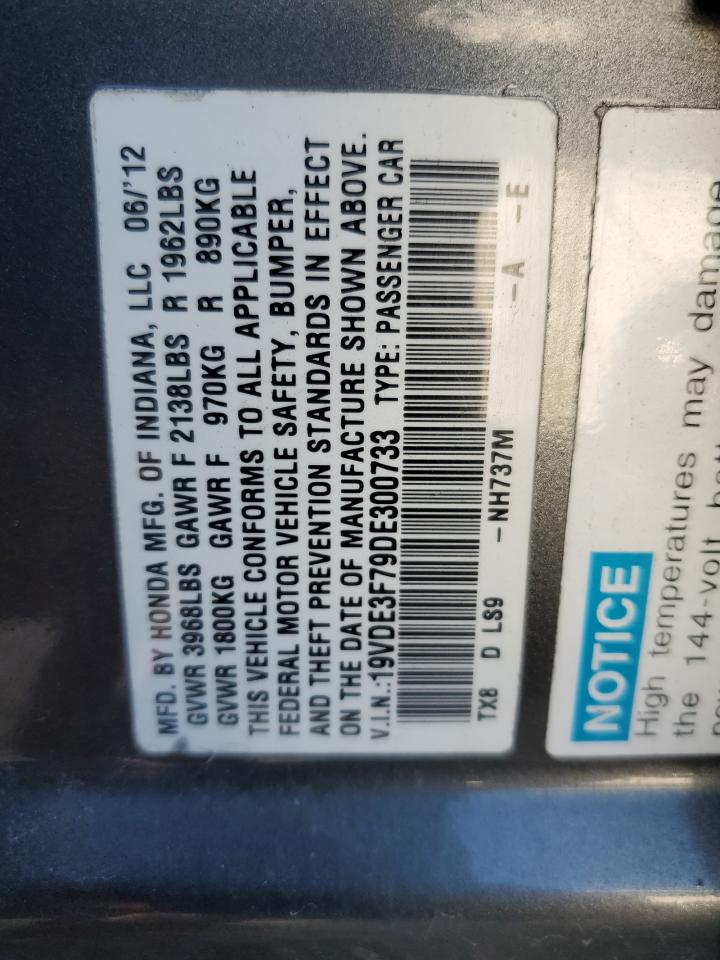 MFD. BY HONDA MFG. OF INDIANA, LLC 06/'12
GVWR 3968LBS GAWR F 2138LBS R 1962LBS
GVWR 1800KG GAWR F 970KG R 890KG
THIS VEHICLE CONFORMS TO ALL APPLICABLE
FEDERAL MOTOR VEHICLE SAFETY, BUMPER,
AND THEFT PREVENTION STANDARDS IN EFFECT
ON THE DATE OF MANUFACTURE SHOWN ABOVE.
V.I.N.:19VDE3F79DE300733 TYPE: PASSENGER CAR
TX8 D LS9 -NH737M -A -E
NOTICE
High temperatures may damage
the 144-volt